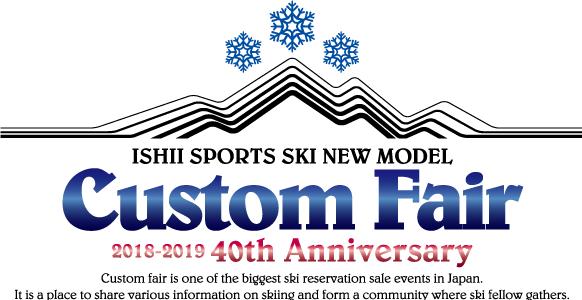 ISHII SPORTS SKI NEW MODEL
Custom Fair
2018-2019 40th Anniversary
Custom fair is one of the biggest ski reservation sale events in Japan.
It is a place to share various information on skiing and form a community where ski fellow gathers.